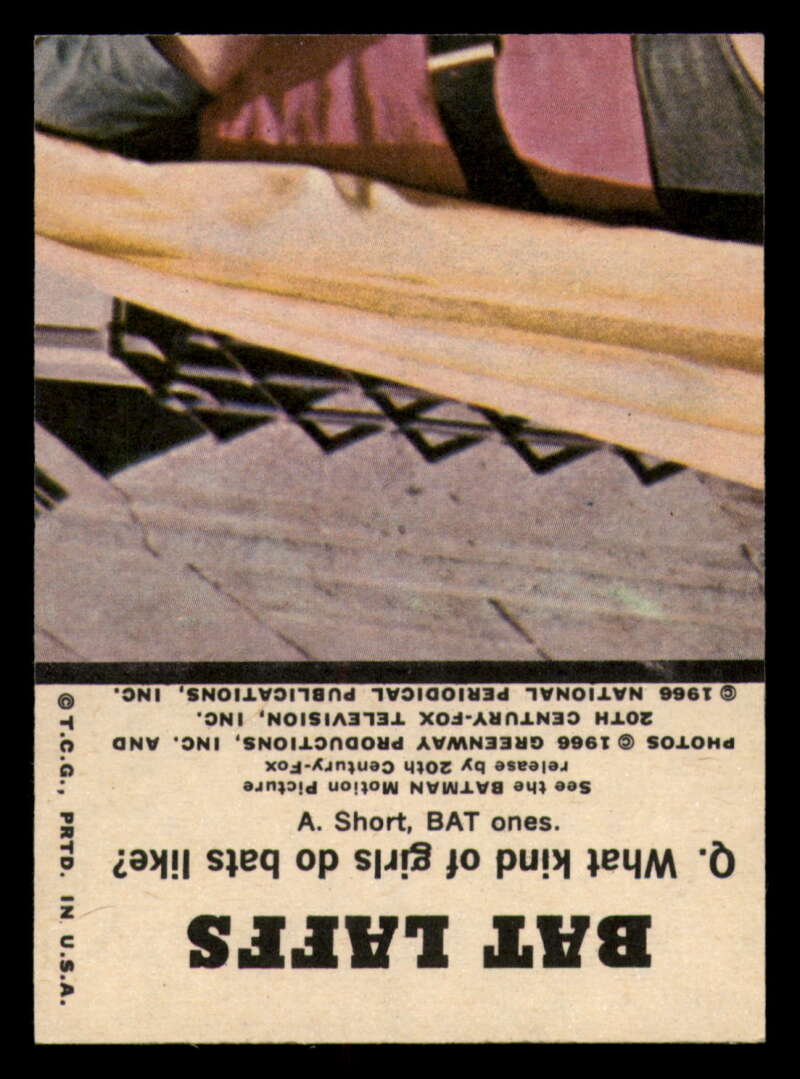 BAT LAFFS
Q. What kind of girls do bats like?
A. Short, BAT ones.
See the BATMAN Motion Picture
release by 20th Century-Fox
PHOTOS © 1966 GREENWAY PRODUCTIONS, INC. AND
20TH CENTURY-FOX TELEVISION, INC.
© 1966 NATIONAL PERIODICAL PUBLICATIONS, INC.
© T.C.G., PRTD. IN U.S.A.